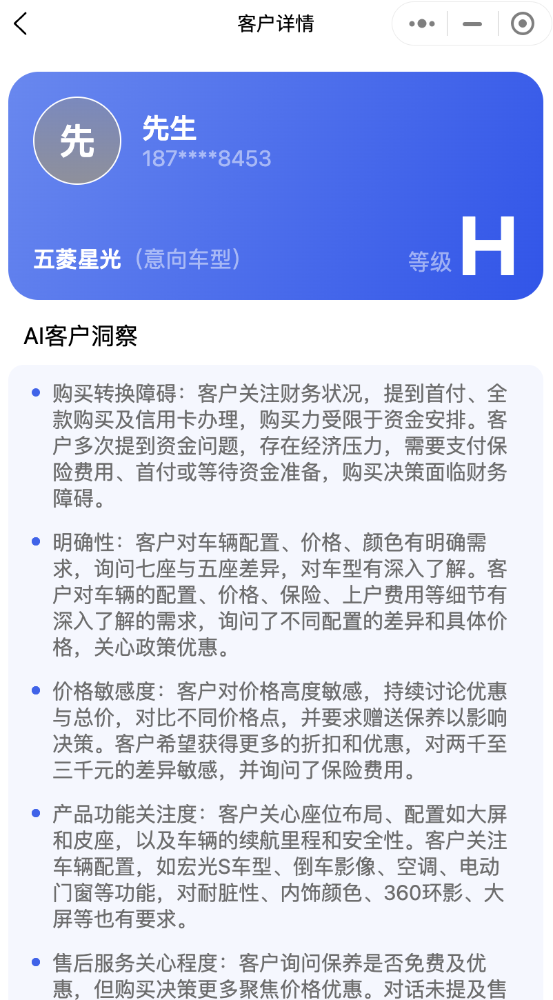 客户详情
先
先生
187****8453
五菱星光（意向车型）
等级 H
AI客户洞察
购买转换障碍：客户关注财务状况，提到首付、全
款购买及信用卡办理，购买力受限于资金安排。客
户多次提到资金问题，存在经济压力，需要支付保
险费用、首付或等待资金准备，购买决策面临财务
障碍。
明确性：客户对车辆配置、价格、颜色有明确需
求，询问七座与五座差异，对车型有深入了解。客
户对车辆的配置、价格、保险、上户费用等细节有
深入了解的需求，询问了不同配置的差异和具体价
格，关心政策优惠。
价格敏感度：客户对价格高度敏感，持续讨论优惠
与总价，对比不同价格点，并要求赠送保养以影响
决策。客户希望获得更多的折扣和优惠，对两千至
三千元的差异敏感，并询问了保险费用。
产品功能关注度：客户关心座位布局、配置如大屏
和皮座，以及车辆的续航里程和安全性。客户关注
车辆配置，如宏光S车型、倒车影像、空调、电动
门窗等功能，对耐脏性、内饰颜色、360环影、大
屏等也有要求。
售后服务关心程度：客户询问保养是否免费及优
惠，但购买决策更多聚焦价格优惠。对话未提及售